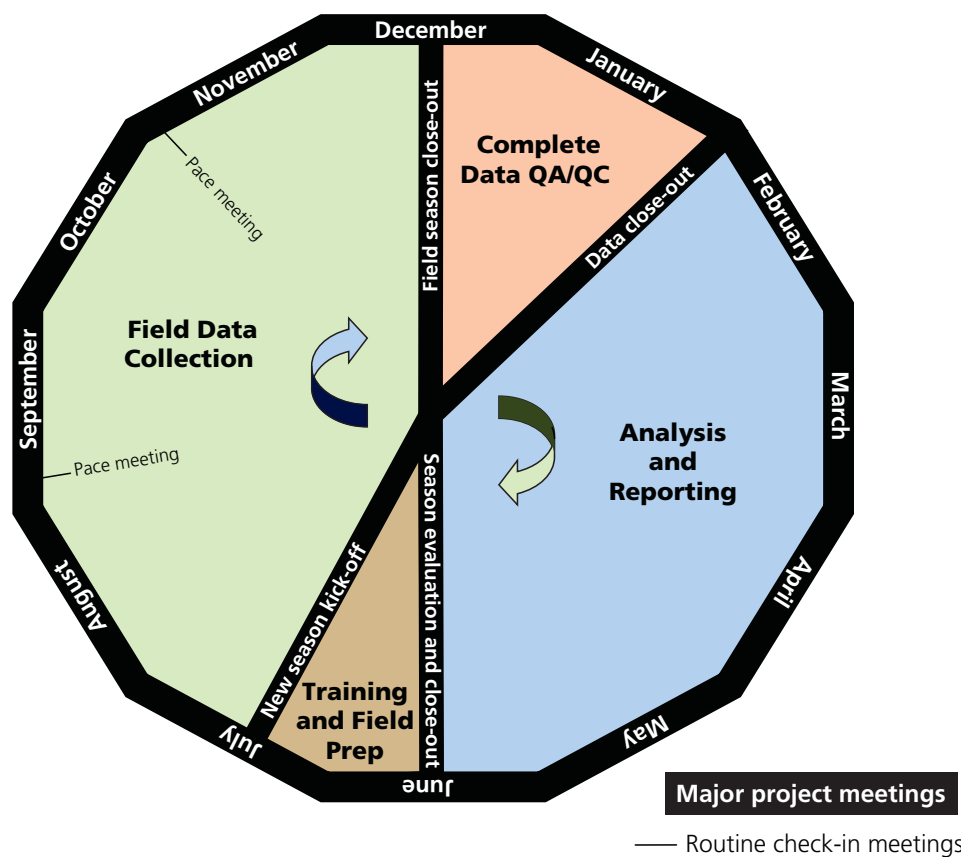 December
January
February
March
April
May
June
July
August
September
October
November
Field season close-out
Complete
Data QA/QC
Data close-out
Analysis
and
Reporting
Season evaluation and close-out
Training
and Field
Prep
New season kick-off
Field Data
Collection
Pace meeting
Pace meeting
Major project meetings
Routine check-in meetings